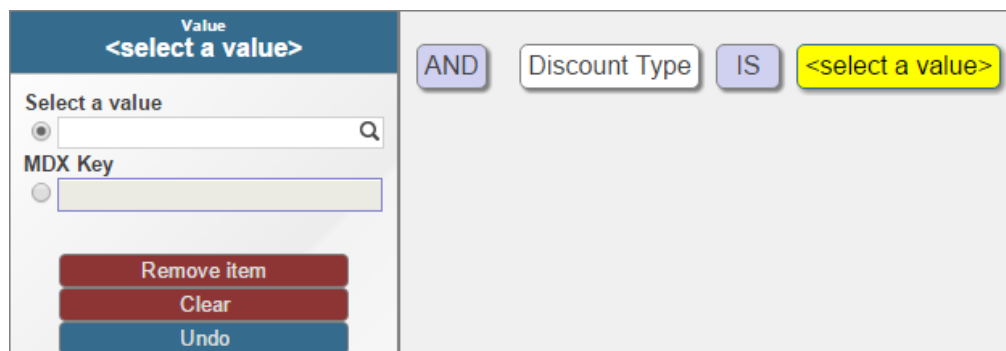 Value
<select a value>
Select a value
MDX Key
Remove item
Clear
Undo
AND Discount Type IS <select a value>